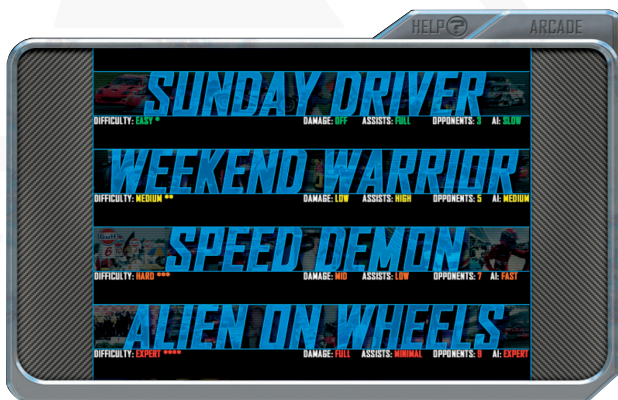 HELP? ARCADE
SUNDAY DRIVER
DIFFICULTY: EASY * DAMAGE: OFF ASSISTS: FULL OPPONENTS: 3 AI: SLOW
WEEKEND WARRIOR
DIFFICULTY: MEDIUM ** DAMAGE: LOW ASSISTS: HIGH OPPONENTS: 5 AI: MEDIUM
SPEED DEMON
DIFFICULTY: HARD *** DAMAGE: MID ASSISTS: LOW OPPONENTS: 7 AI: FAST
ALIEN ON WHEELS
DIFFICULTY: EXPERT **** DAMAGE: FULL ASSISTS: MINIMAL OPPONENTS: 9 AI: EXPERT